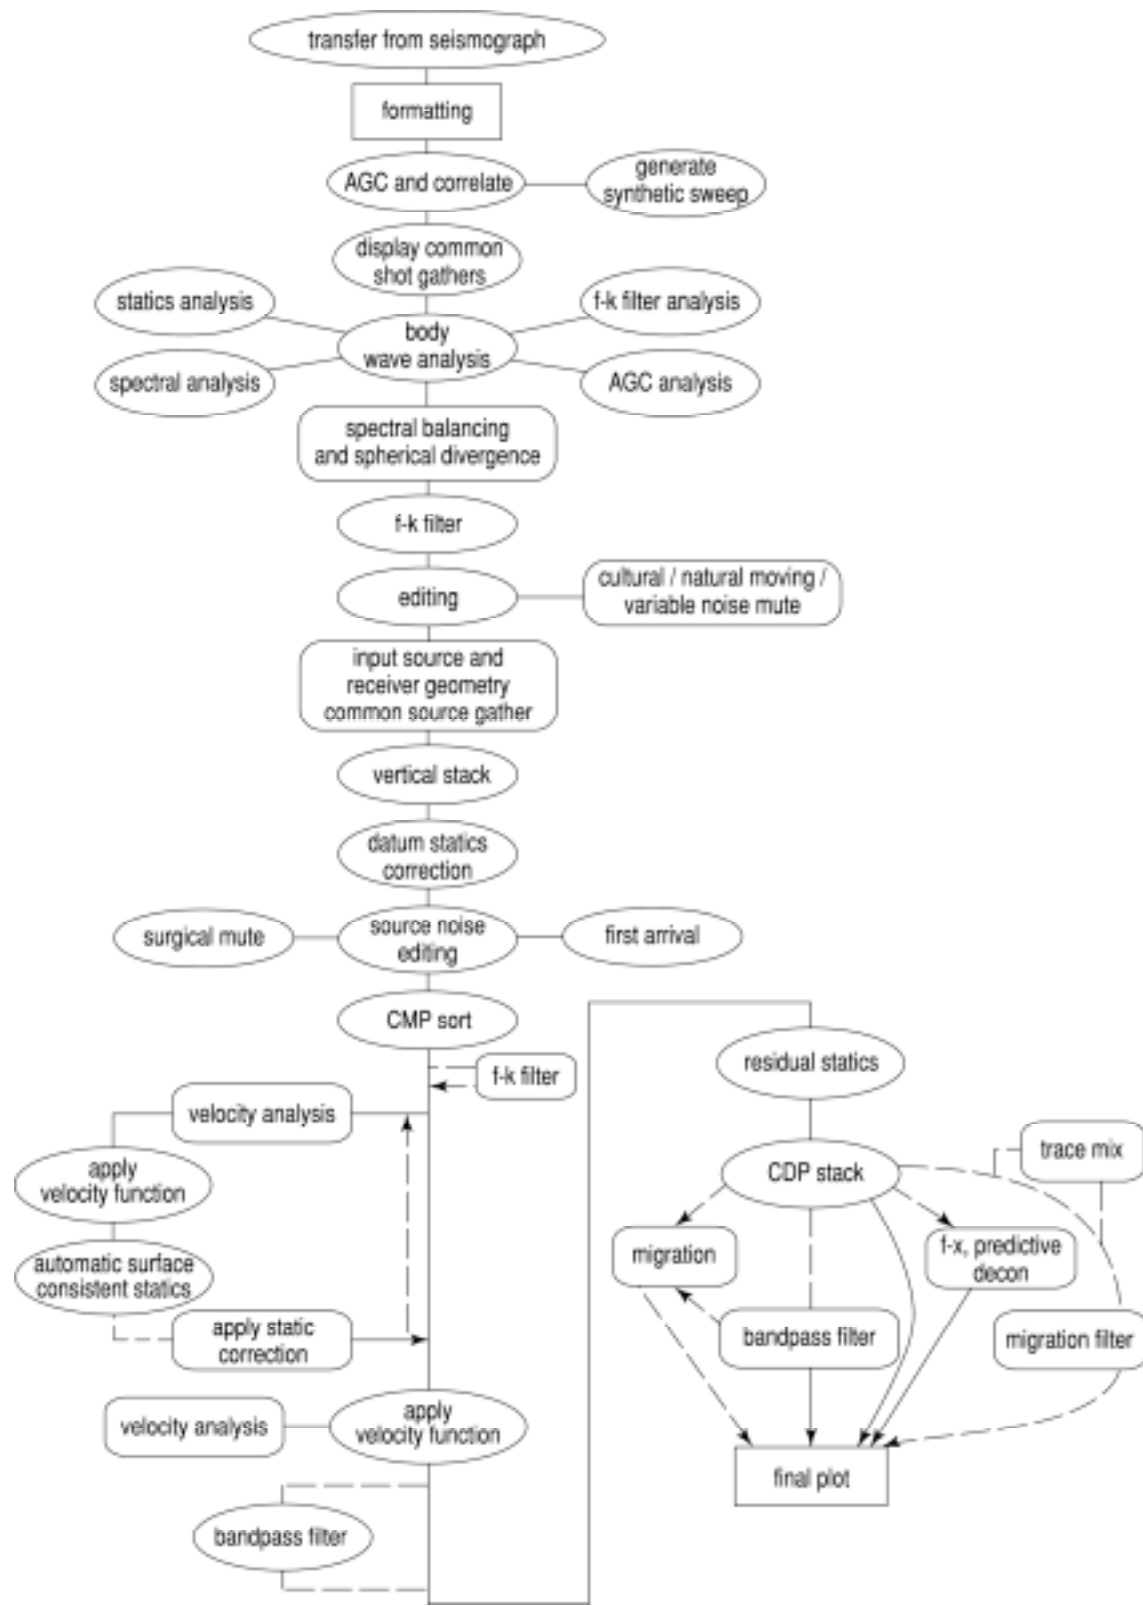 transfer from seismograph
formatting
AGC and correlate
generate
synthetic sweep
display common
shot gathers
statics analysis
f-k filter analysis
body
wave analysis
spectral analysis
AGC analysis
spectral balancing
and spherical divergence
f-k filter
editing
cultural / natural moving /
variable noise mute
input source and
receiver geometry
common source gather
vertical stack
datum statics
correction
surgical mute
source noise
editing
first arrival
CMP sort
f-k filter
velocity analysis
apply
velocity function
automatic surface
consistent statics
apply static
correction
velocity analysis
apply
velocity function
bandpass filter
residual statics
CDP stack
trace mix
migration
f-x, predictive
decon
bandpass filter
migration filter
final plot